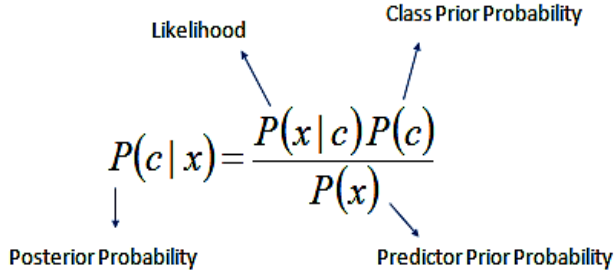 Likelihood
Class Prior Probability
P(c | x) = P(x | c)P(c) / P(x)
Posterior Probability
Predictor Prior Probability